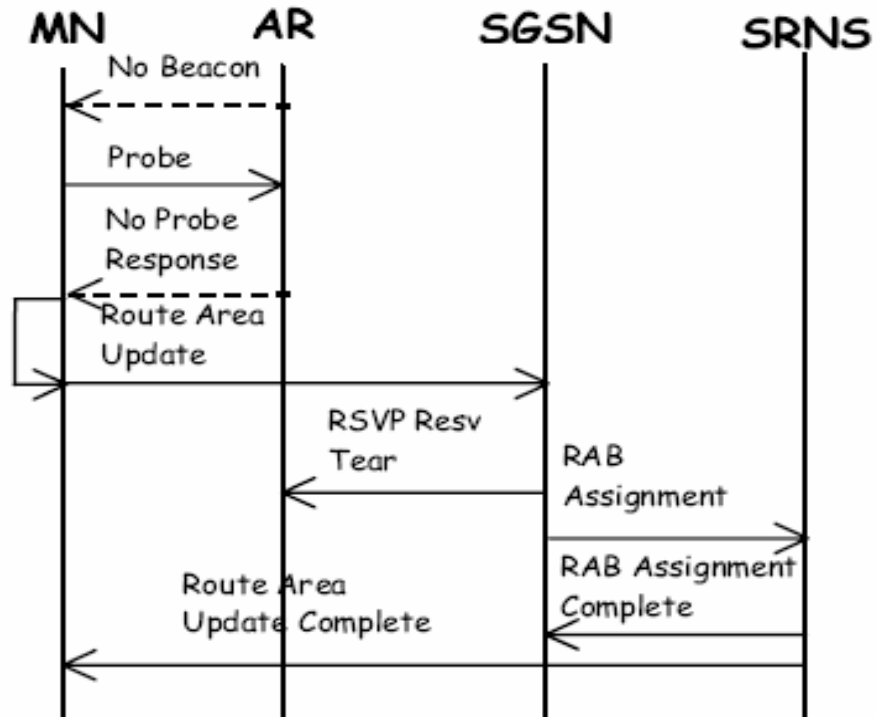 MN AR SGSN SRNS
No Beacon
Probe
No Probe
Response
Route Area
Update
RSVP Resv
Tear
RAB
Assignment
RAB Assignment
Complete
Route Area
Update Complete